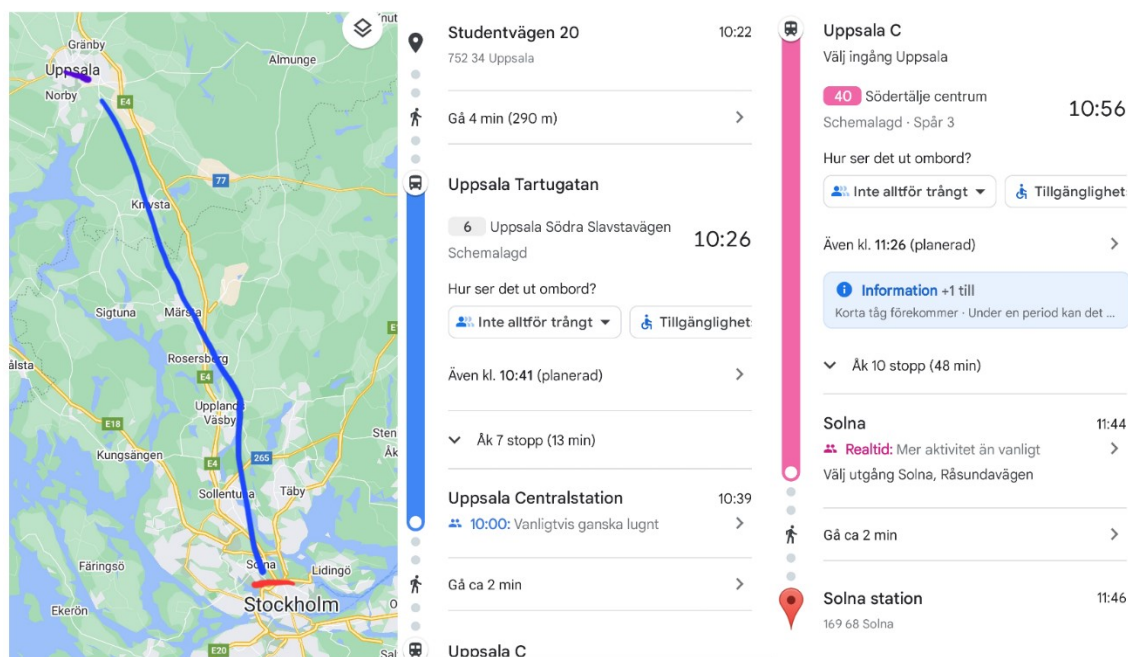 Gränby
Almunge
Uppsala
Norby
E4
77
Knivsta
Sigtuna
Märsta
Rosersberg
E4
Upplands
Väsby
E18
Kungsängen
265
E4
Sollentuna
Täby
Färingsö
Solna
Lidingö
Stockholm
Ekerön
E20
Studentvägen 20
10:22
752 34 Uppsala
Gå 4 min (290 m)
Uppsala Tartugatan
6 Uppsala Södra Slavstavägen
10:26
Schemalagd
Hur ser det ut ombord?
Inte alltför trångt
Tillgänglighet
Även kl. 10:41 (planerad)
Åk 7 stopp (13 min)
Uppsala Centralstation
10:39
10:00: Vanligtvis ganska lugnt
Gå ca 2 min
Uppsala C
Uppsala C
Välj ingång Uppsala
40 Södertälje centrum
10:56
Schemalagd · Spår 3
Hur ser det ut ombord?
Inte alltför trångt
Tillgänglighet
Även kl. 11:26 (planerad)
Information +1 till
Korta tåg förekommer · Under en period kan det ...
Åk 10 stopp (48 min)
Solna
11:44
Realtid: Mer aktivitet än vanligt
Välj utgång Solna, Råsundavägen
Gå ca 2 min
Solna station
11:46
169 68 Solna